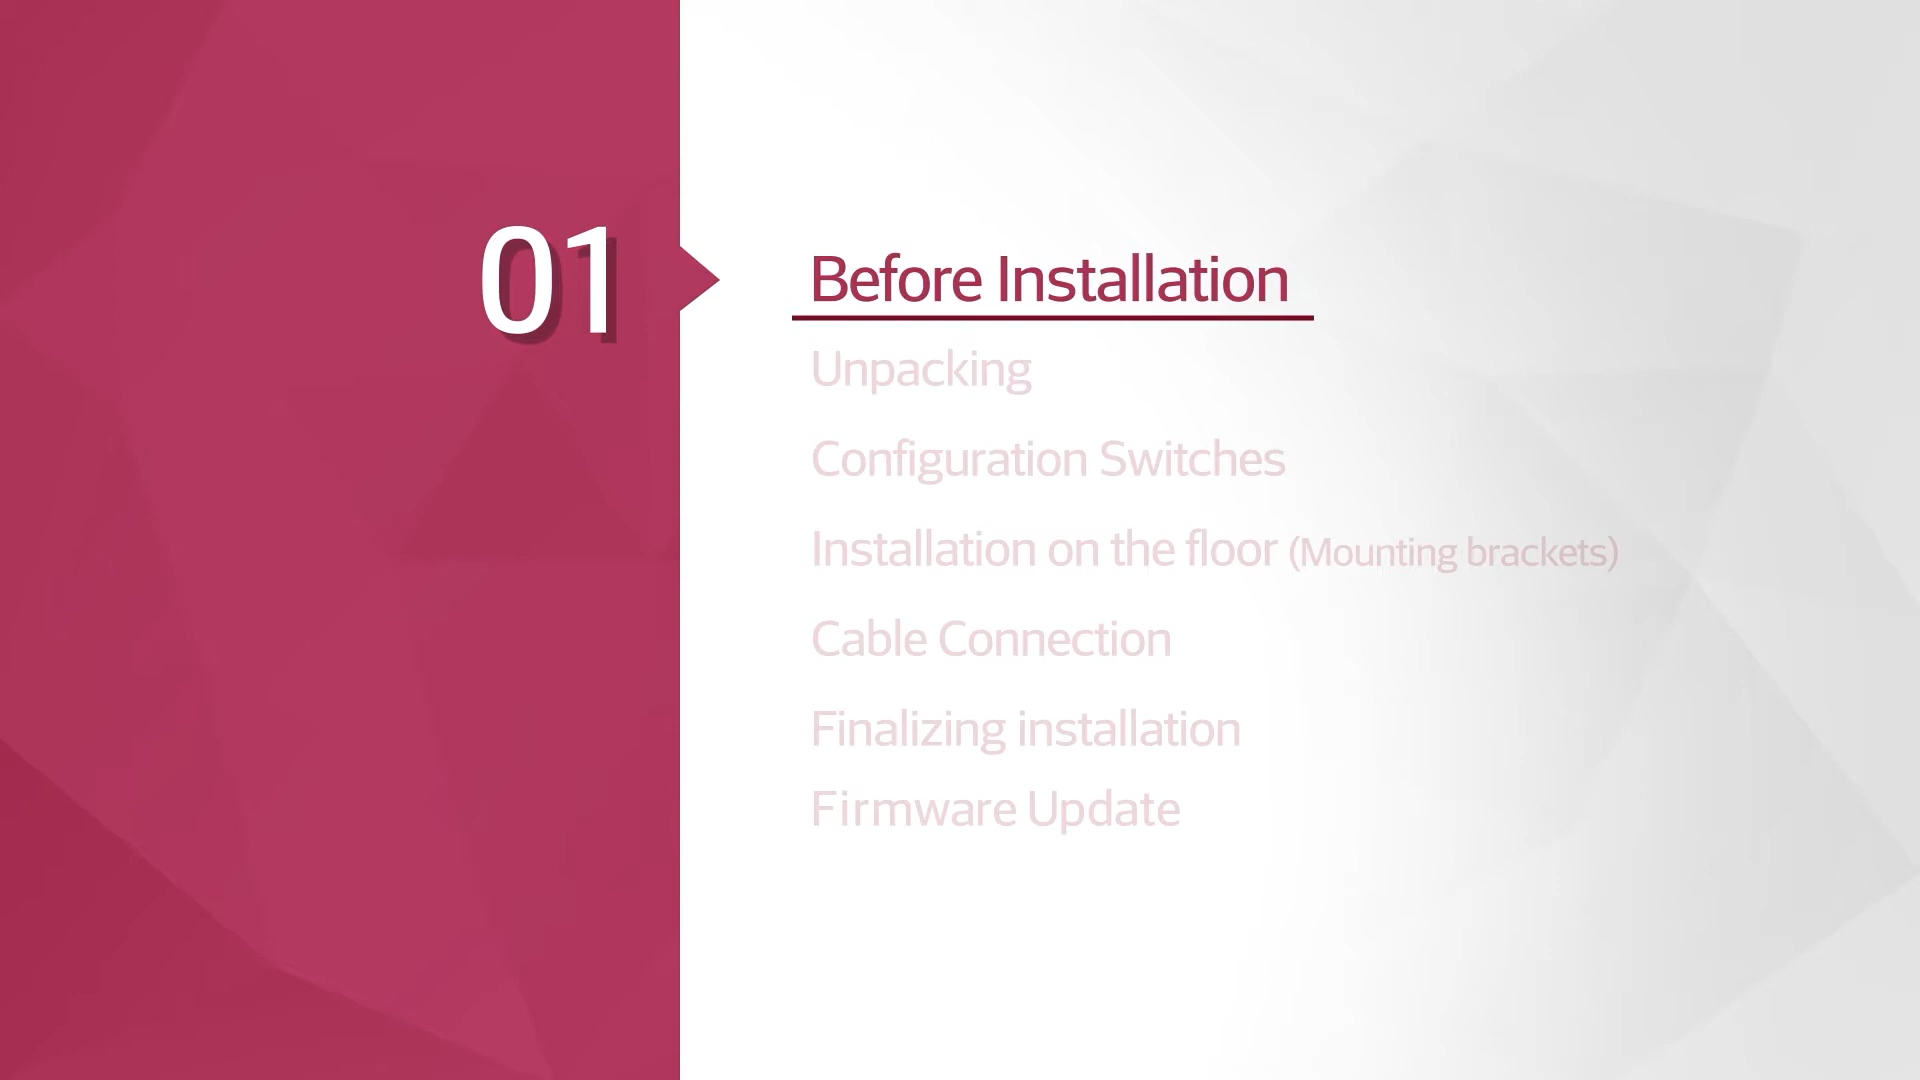 01
Before Installation
Unpacking
Configuration Switches
Installation on the floor (Mounting brackets)
Cable Connection
Finalizing installation
Firmware Update